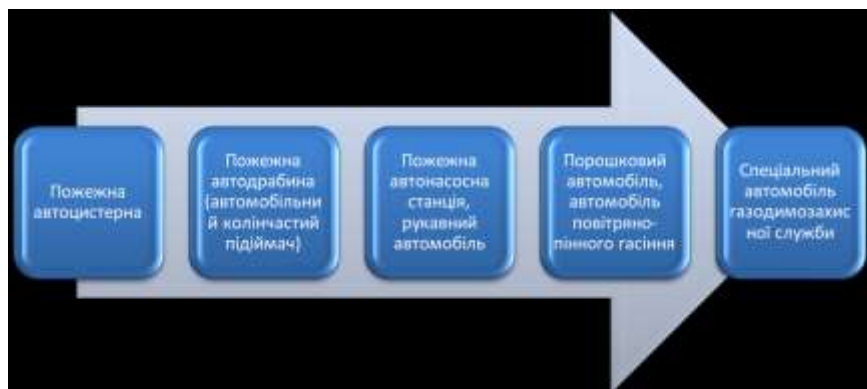 Пожежна
автоцистерна
Пожежна
автодрабина
(автомобільни
й колінчастий
підіймач)
Пожежна
автонасосна
станція,
рукавний
автомобіль
Порошковий
автомобіль,
автомобіль
повітряно-
пінного гасіння
Спеціальний
автомобіль
газодимозахис
ної служби